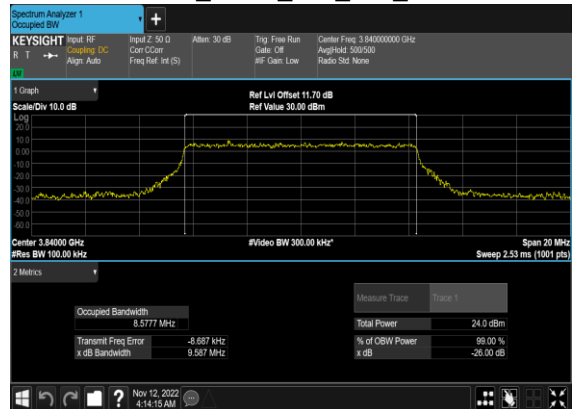 Spectrum Analyzer 1
Occupied BW
+
KEYSIGHT Input: RF Input Z: 50 Ω Atten: 30 dB Trig: Free Run Center Freq: 3.840000000 GHz
R T Coupling: DC Corr CCorr Gate: Off Avg|Hold: 500/500
Align: Auto Freq Ref: Int (S) #IF Gain: Low Radio Std: None
1 Graph
Ref Lvl Offset 11.70 dB
Scale/Div 10.0 dB Ref Value 30.00 dBm
Log
20.0
10.0
0.00
-10.0
-20.0
-30.0
-40.0
-50.0
-60.0
Center 3.84000 GHz #Video BW 300.00 kHz* Span 20 MHz
#Res BW 100.00 kHz Sweep 2.53 ms (1001 pts)
2 Metrics
Measure Trace Trace 1
Occupied Bandwidth
8.5777 MHz Total Power 24.0 dBm
Transmit Freq Error -8.687 kHz % of OBW Power 99.00 %
x dB Bandwidth 9.587 MHz x dB -26.00 dB
? Nov 12, 2022
4:14:15 AM